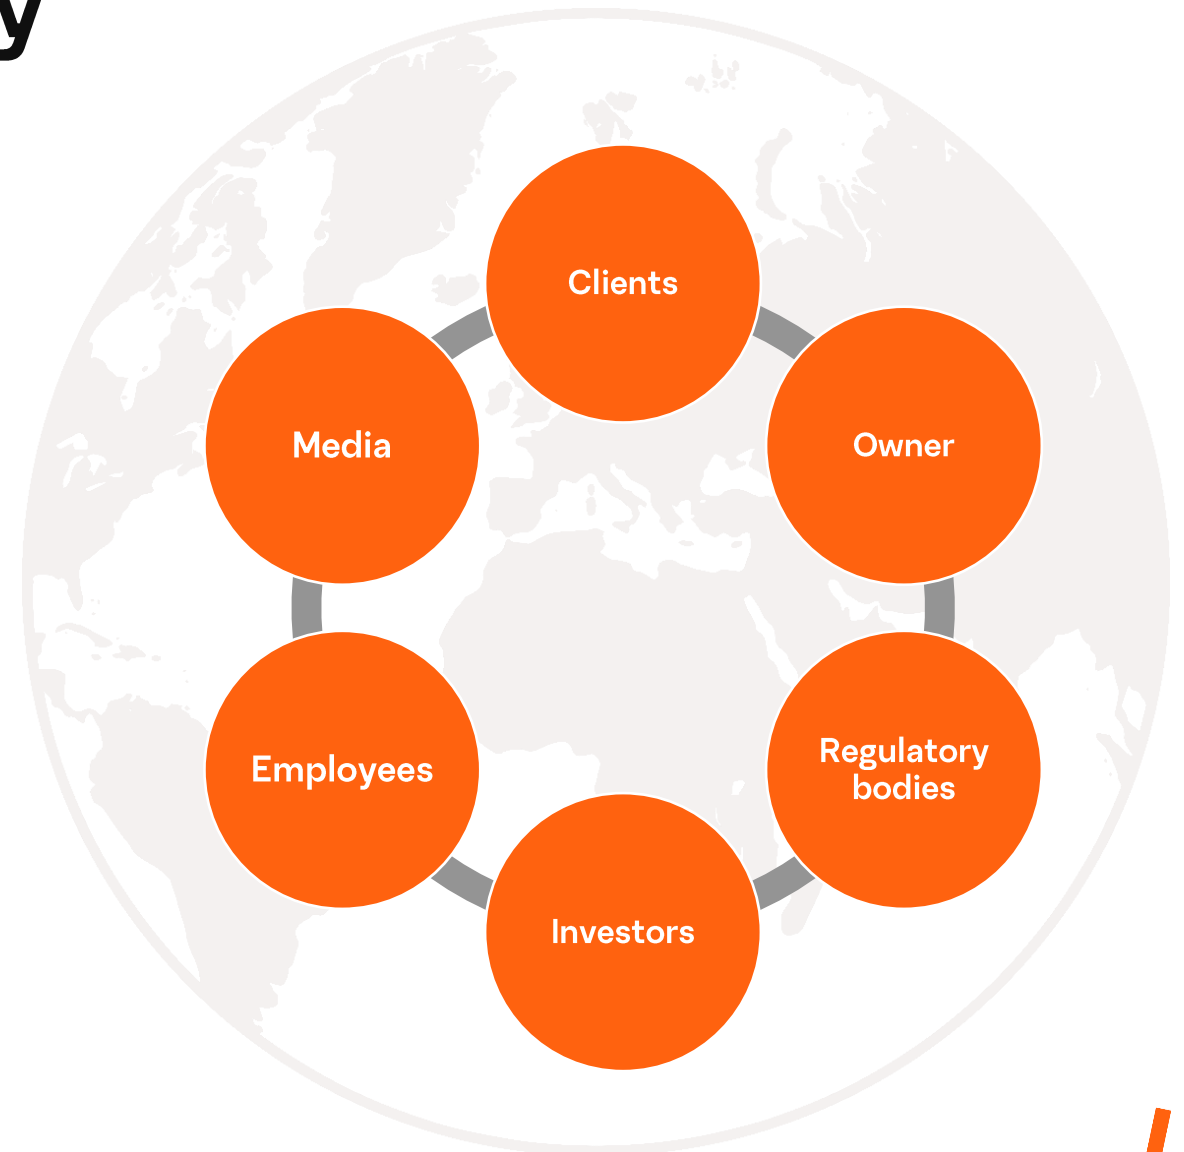 y
Clients
Media
Owner
Employees
Regulatory
bodies
Investors